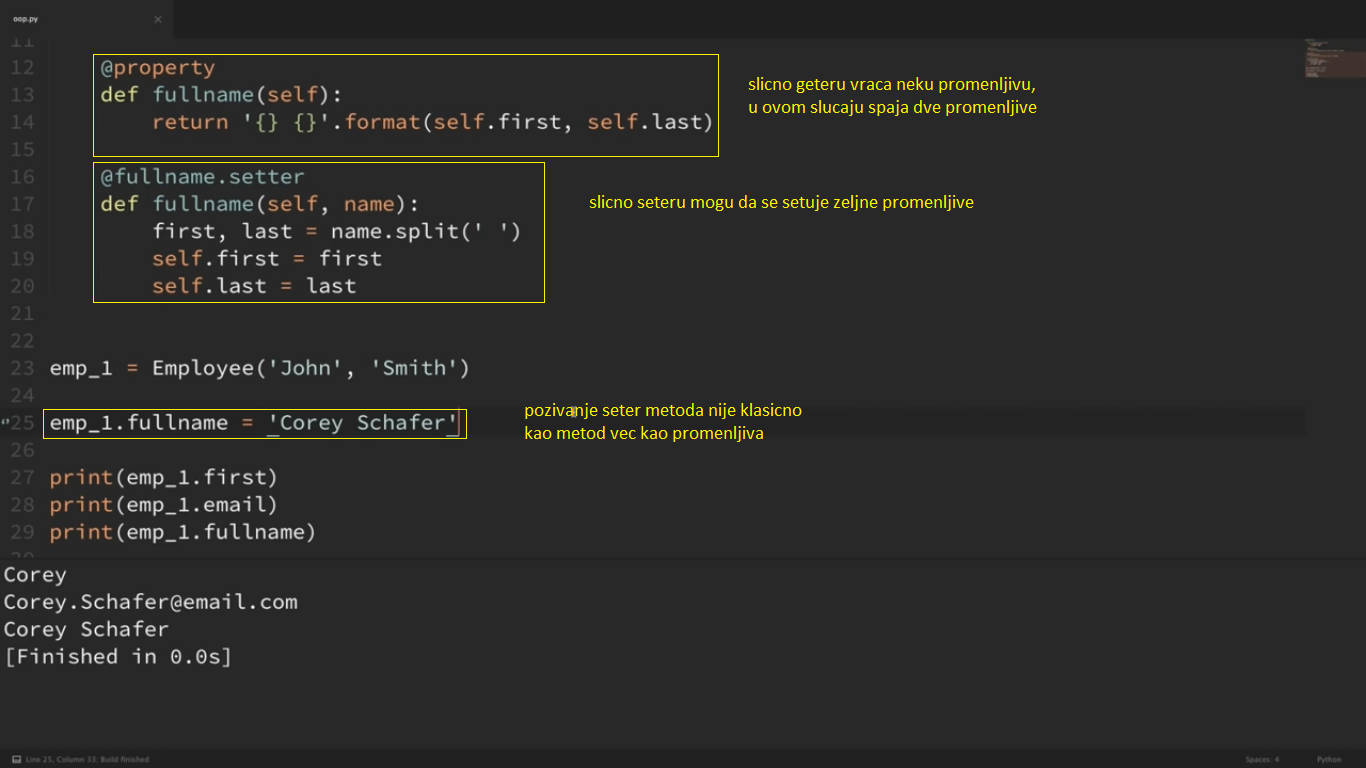 oop.py
11
12 @property
slicno geteru vraca neku promenljivu,
13 def fullname(self):
u ovom slucaju spaja dve promenljive
14 return '{} {}'.format(self.first, self.last)
15
16 @fullname.setter
17 def fullname(self, name):
slicno seteru mogu da se setuje zeljne promenljive
18 first, last = name.split(' ')
19 self.first = first
20 self.last = last
21
22
23 emp_1 = Employee('John', 'Smith')
24
25 emp_1.fullname = 'Corey Schafer'
pozivanje seter metoda nije klasicno
kao metod vec kao promenljiva
26
27 print(emp_1.first)
28 print(emp_1.email)
29 print(emp_1.fullname)
30
Corey
Corey.Schafer@email.com
Corey Schafer
[Finished in 0.0s]
Line 25, Column 33; Build finished
Spaces: 4
Python